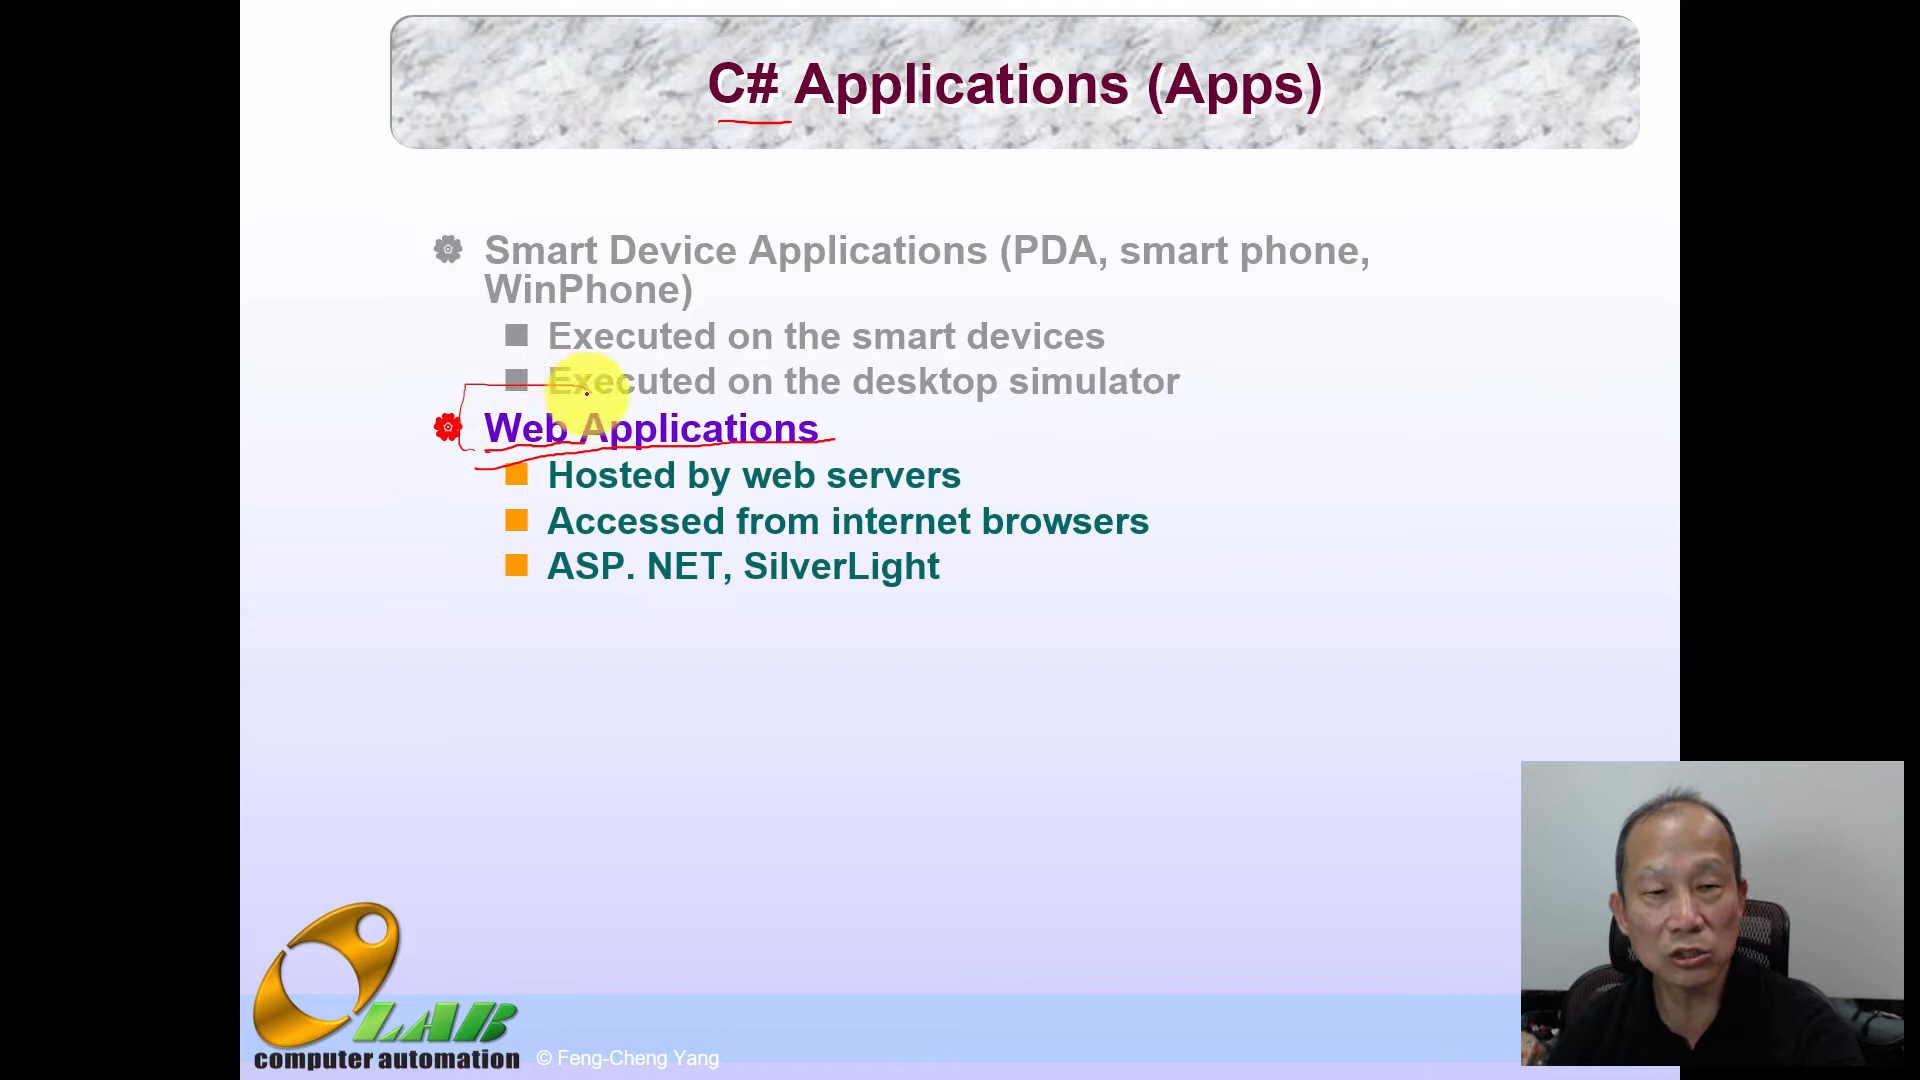 C# Applications (Apps)
Smart Device Applications (PDA, smart phone,
WinPhone)
Executed on the smart devices
Executed on the desktop simulator
Web Applications
Hosted by web servers
Accessed from internet browsers
ASP. NET, SilverLight
LAB
computer automation
© Feng-Cheng Yang